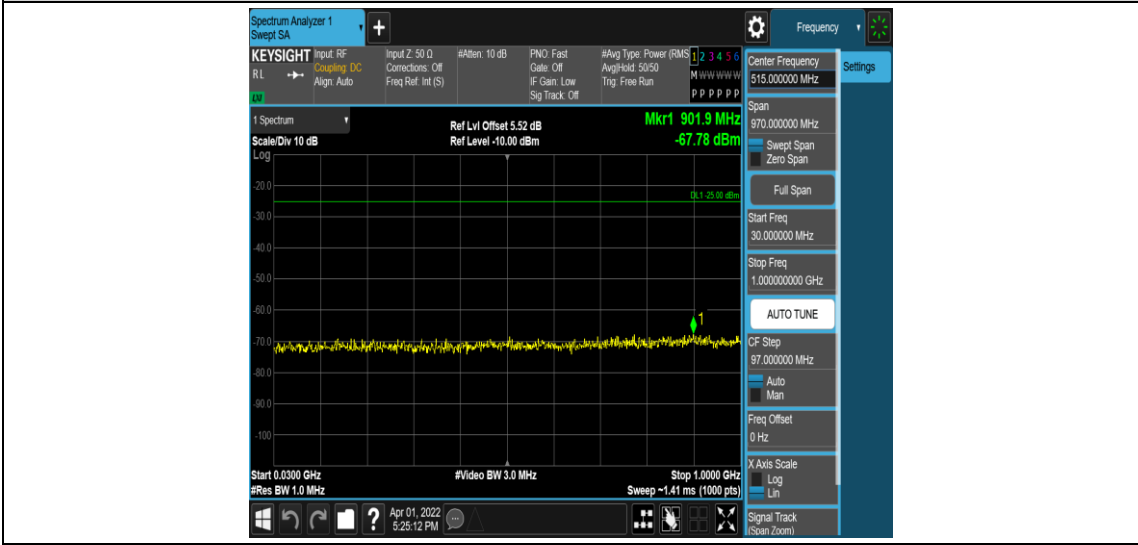 Spectrum Analyzer 1
Swept SA
+
Frequency
KEYSIGHT
RL
LXI
Input: RF
Coupling: DC
Align: Auto
Input Z: 50 Ω
Corrections: Off
Freq Ref: Int (S)
#Atten: 10 dB
PNO: Fast
Gate: Off
IF Gain: Low
Sig Track: Off
#Avg Type: Power (RMS
Avg|Hold: 50/50
Trig: Free Run
1 2 3 4 5 6
M W W W W W
P P P P P P
1 Spectrum
Scale/Div 10 dB
Log
Ref Lvl Offset 5.52 dB
Ref Level -10.00 dBm
Mkr1 901.9 MHz
-67.78 dBm
-20.0
DL1 -25.00 dBm
-30.0
-40.0
-50.0
-60.0
1
-70.0
-80.0
-90.0
-100
Start 0.0300 GHz
#Res BW 1.0 MHz
#Video BW 3.0 MHz
Stop 1.0000 GHz
Sweep ~1.41 ms (1000 pts)
?
Apr 01, 2022
5:25:12 PM
Center Frequency
515.000000 MHz
Settings
Span
970.000000 MHz
Swept Span
Zero Span
Full Span
Start Freq
30.000000 MHz
Stop Freq
1.000000000 GHz
AUTO TUNE
CF Step
97.000000 MHz
Auto
Man
Freq Offset
0 Hz
X Axis Scale
Log
Lin
Signal Track
(Span Zoom)